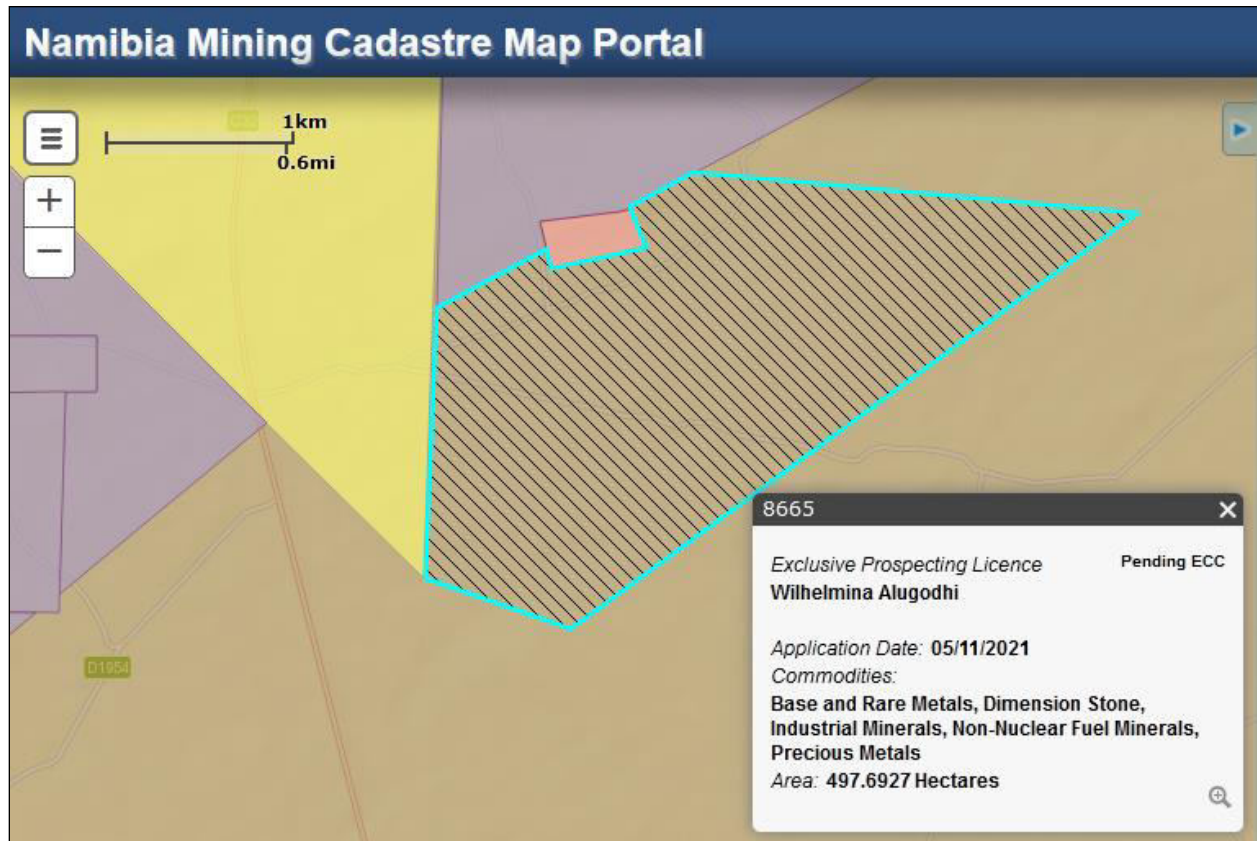 Namibia Mining Cadastre Map Portal
1km
0.6mi
+
−
8665
Exclusive Prospecting Licence Pending ECC
Wilhelmina Alugodhi
Application Date: 05/11/2021
Commodities:
Base and Rare Metals, Dimension Stone,
Industrial Minerals, Non-Nuclear Fuel Minerals,
Precious Metals
Area: 497.6927 Hectares
D1954